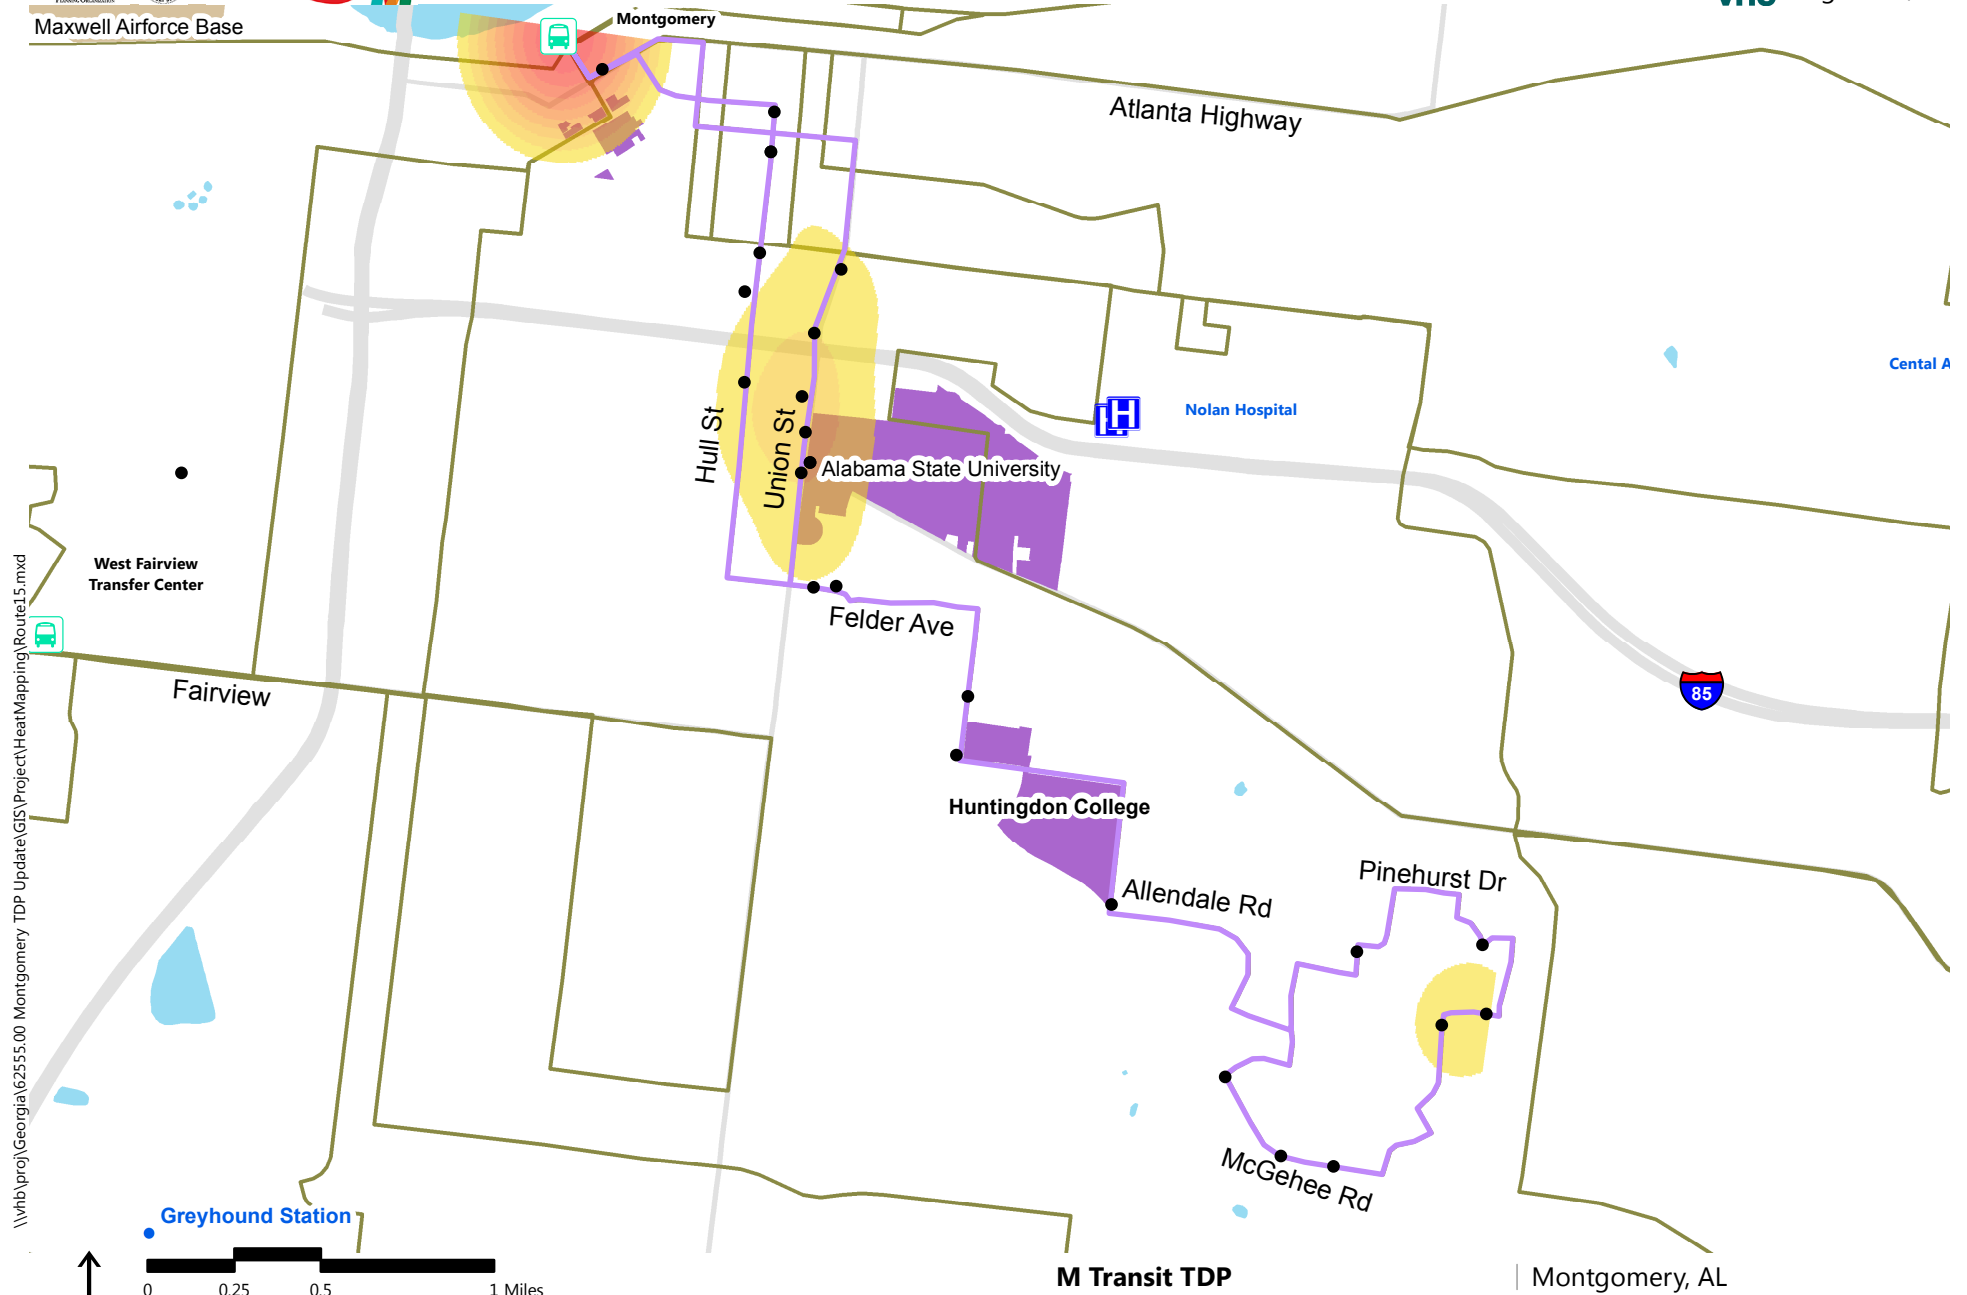 Montgomery
Maxwell Airforce Base
Atlanta Highway
Cental A
Nolan Hospital
Hull St
Union St
Alabama State University
West Fairview
Transfer Center
Felder Ave
Fairview
85
Huntingdon College
Pinehurst Dr
Allendale Rd
McGehee Rd
\\vhb\proj\Georgia\62555.00 Montgomery TDP Update\GIS\Project\HeatMapping\Route15.mxd
Greyhound Station
0 0.25 0.5 1 Miles
M Transit TDP
Montgomery, AL
H